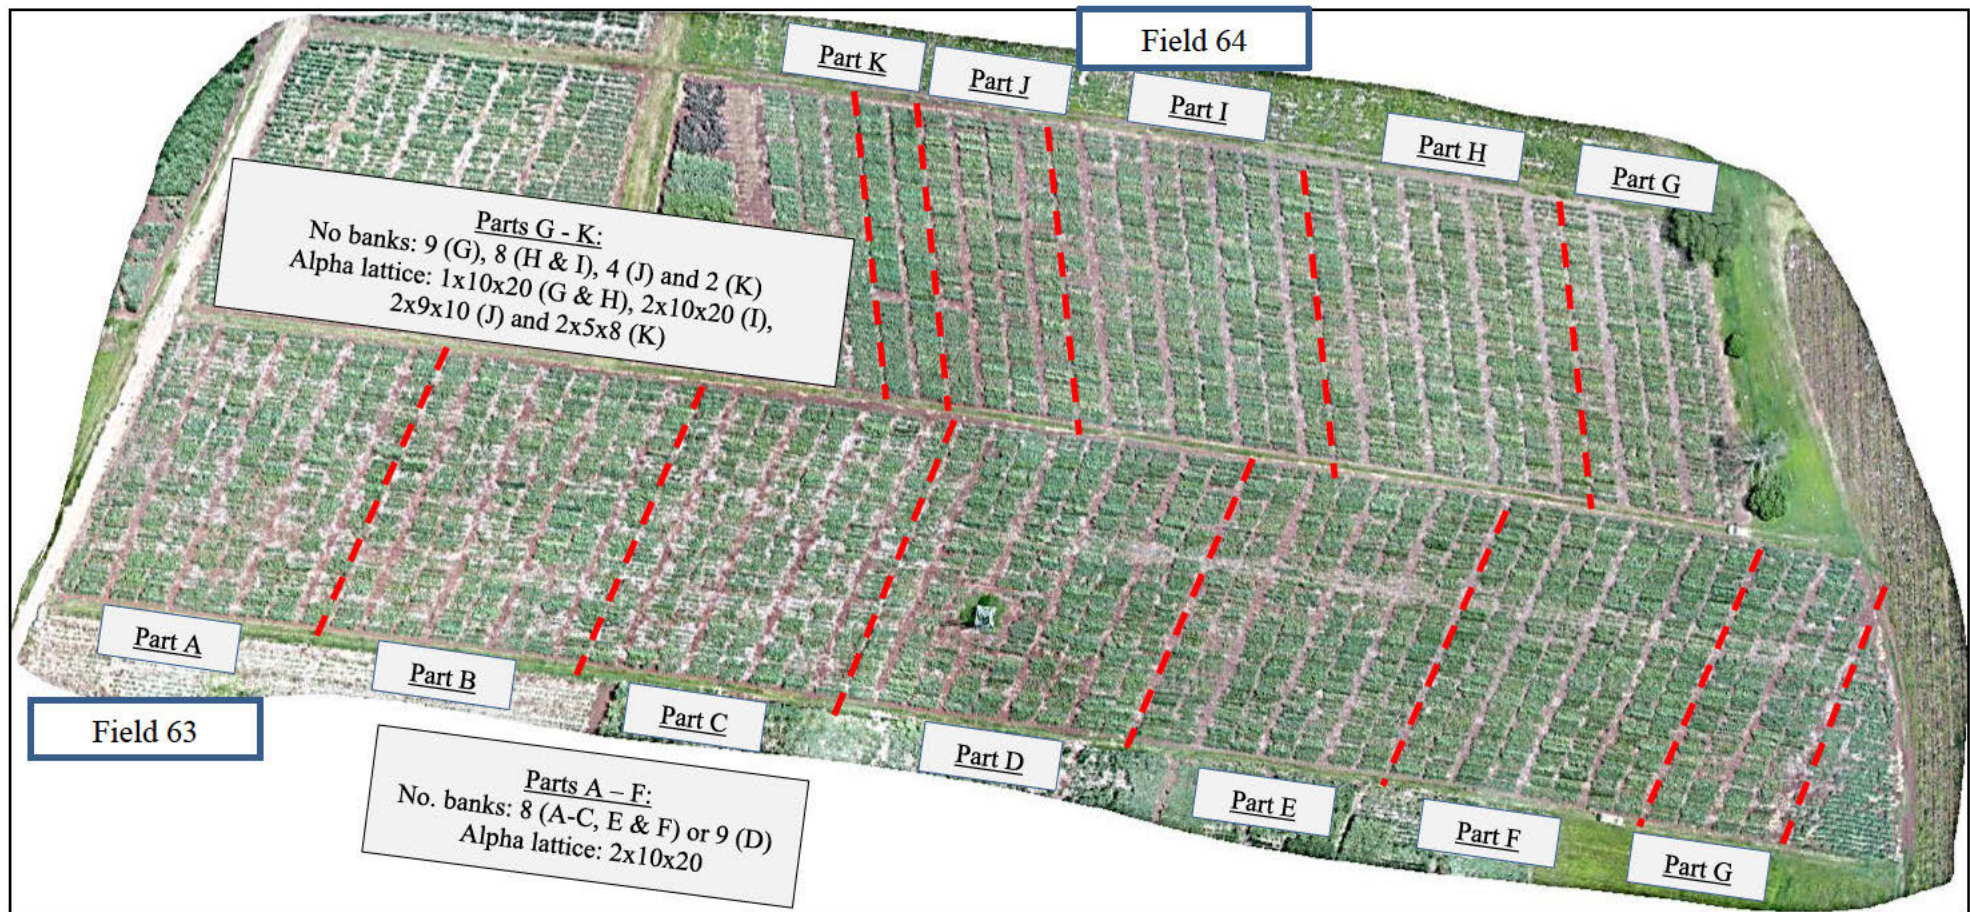 Field 64
Part K
Part J
Part I
Part H
Part G
Parts G - K:
No banks: 9 (G), 8 (H & I), 4 (J) and 2 (K)
Alpha lattice: 1x10x20 (G & H), 2x10x20 (I),
2x9x10 (J) and 2x5x8 (K)
Part A
Part B
Part C
Part D
Part E
Part F
Part G
Field 63
Parts A – F:
No. banks: 8 (A-C, E & F) or 9 (D)
Alpha lattice: 2x10x20